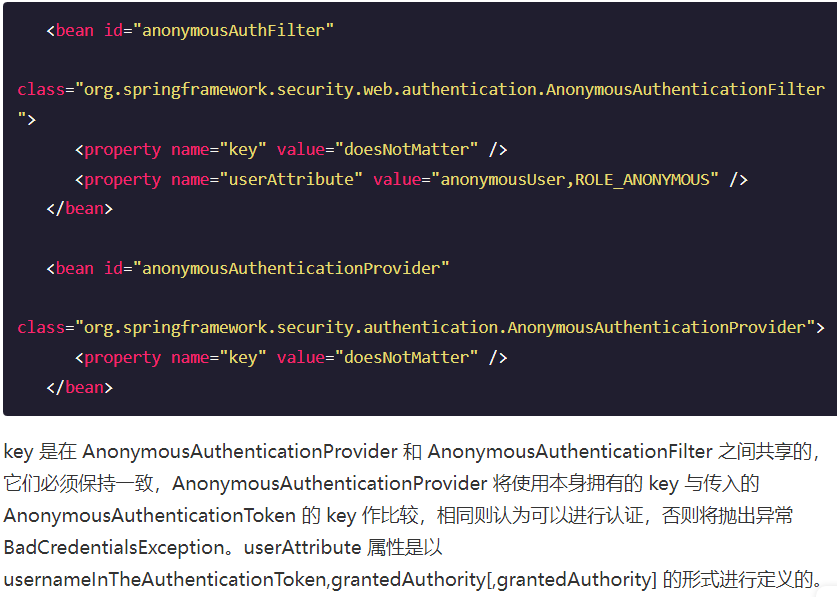 <bean id="anonymousAuthFilter"
class="org.springframework.security.web.authentication.AnonymousAuthenticationFilter
">
<property name="key" value="doesNotMatter" />
<property name="userAttribute" value="anonymousUser,ROLE_ANONYMOUS" />
</bean>
<bean id="anonymousAuthenticationProvider"
class="org.springframework.security.authentication.AnonymousAuthenticationProvider">
<property name="key" value="doesNotMatter" />
</bean>
key 是在 AnonymousAuthenticationProvider 和 AnonymousAuthenticationFilter 之间共享的，
它们必须保持一致，AnonymousAuthenticationProvider 将使用本身拥有的 key 与传入的
AnonymousAuthenticationToken 的 key 作比较，相同则认为可以进行认证，否则将抛出异常
BadCredentialsException。userAttribute 属性是以
usernameInTheAuthenticationToken,grantedAuthority[,grantedAuthority] 的形式进行定义的。